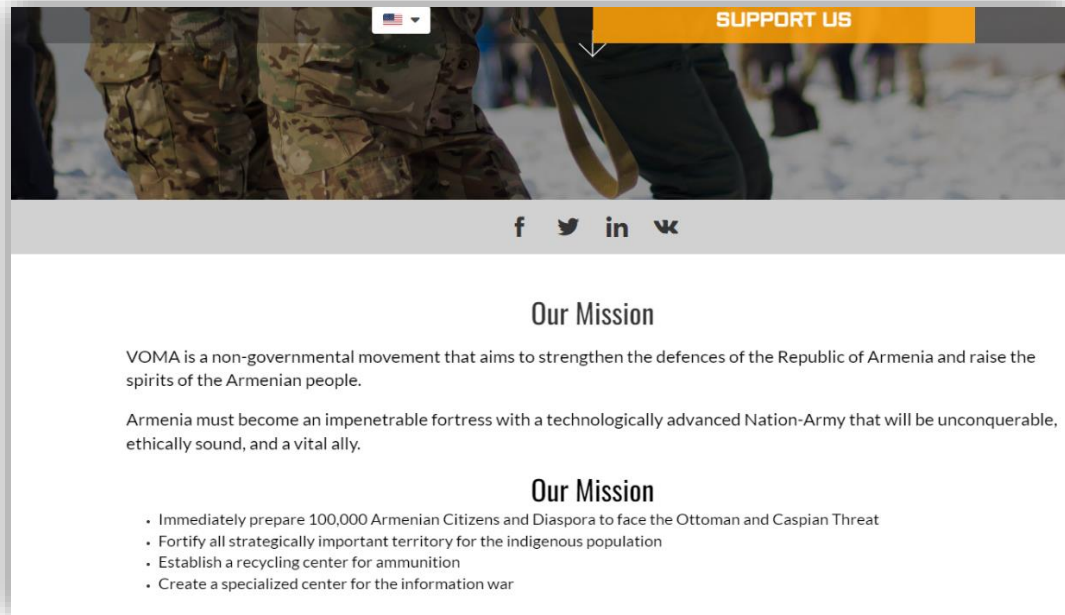 SUPPORT US
Our Mission
VOMA is a non-governmental movement that aims to strengthen the defences of the Republic of Armenia and raise the
spirits of the Armenian people.
Armenia must become an impenetrable fortress with a technologically advanced Nation-Army that will be unconquerable,
ethically sound, and a vital ally.
Our Mission
• Immediately prepare 100,000 Armenian Citizens and Diaspora to face the Ottoman and Caspian Threat
• Fortify all strategically important territory for the indigenous population
• Establish a recycling center for ammunition
• Create a specialized center for the information war